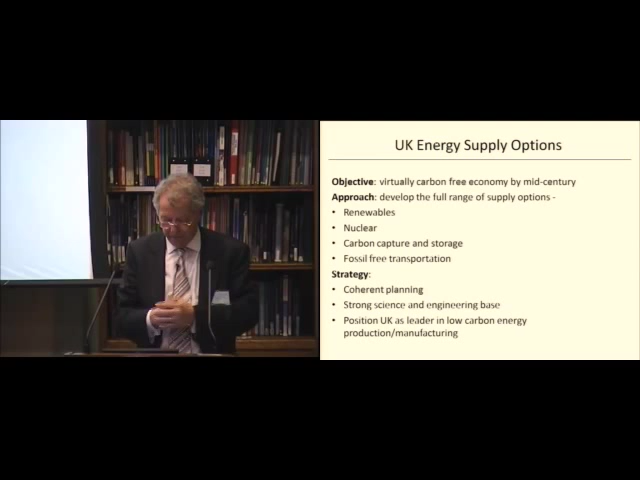 UK Energy Supply Options
Objective: virtually carbon free economy by mid-century
Approach: develop the full range of supply options -
• Renewables
• Nuclear
• Carbon capture and storage
• Fossil free transportation
Strategy:
• Coherent planning
• Strong science and engineering base
• Position UK as leader in low carbon energy
production/manufacturing